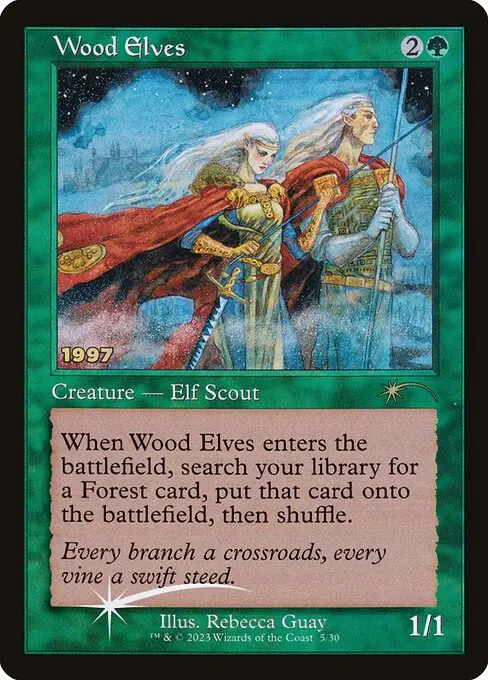 Wood Elves 2
1997
Creature — Elf Scout
When Wood Elves enters the
battlefield, search your library for
a Forest card, put that card onto
the battlefield, then shuffle.
Every branch a crossroads, every
vine a swift steed.
Illus. Rebecca Guay
™ & © 2023 Wizards of the Coast 5/30
1/1